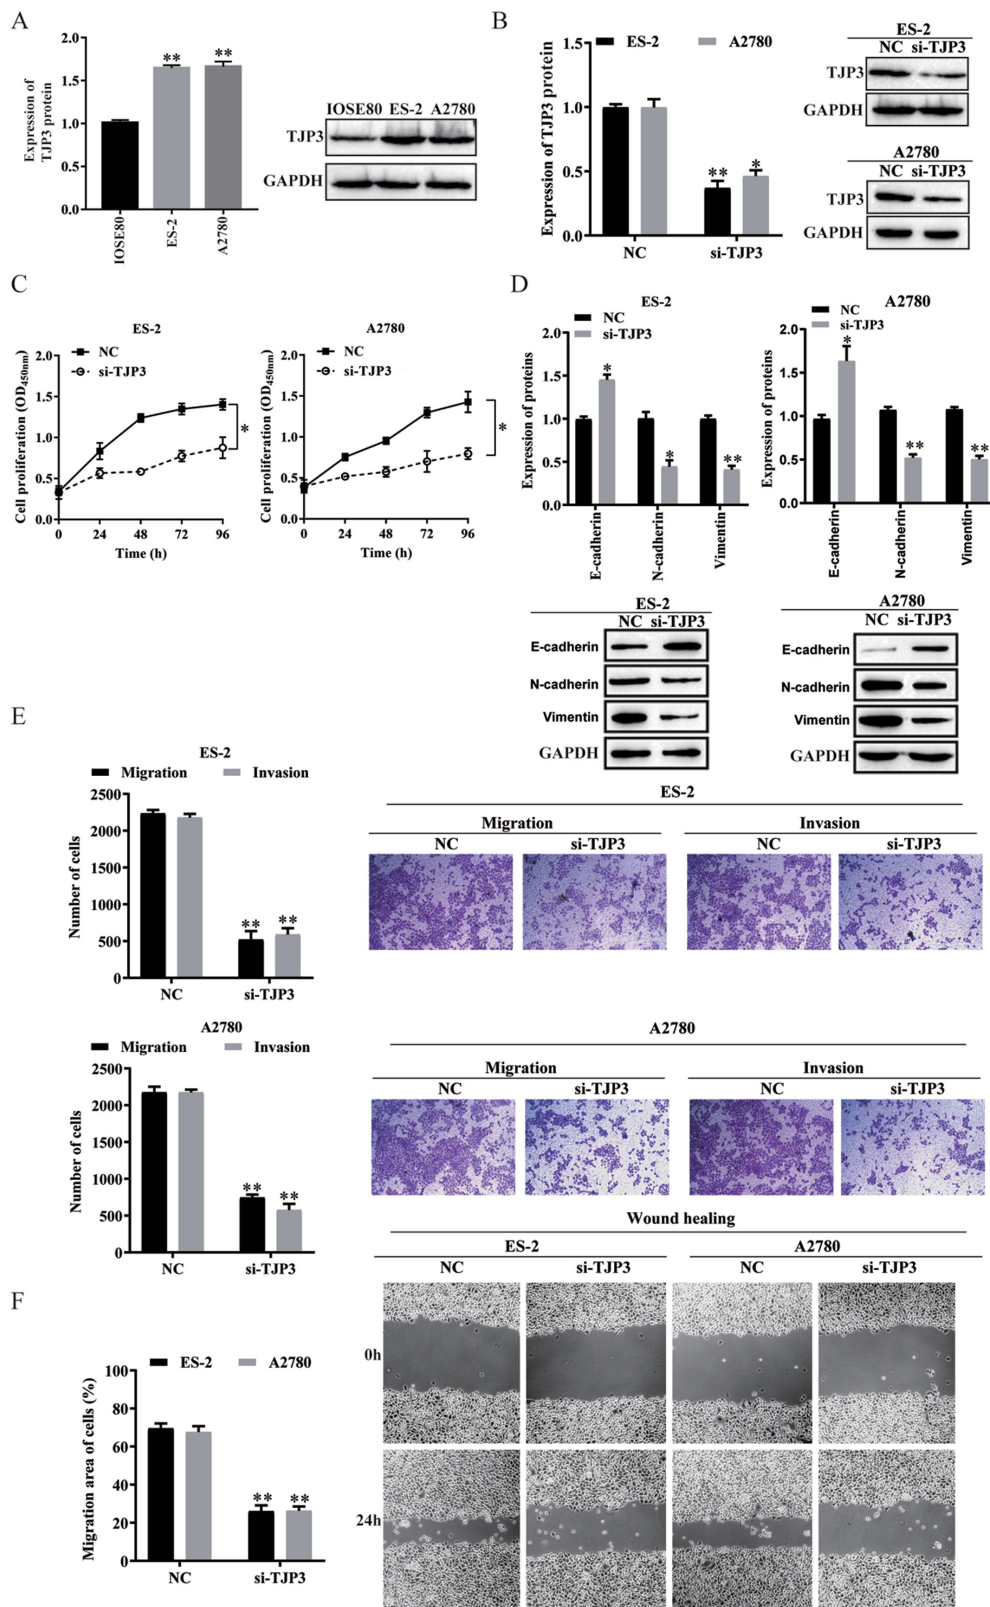 A
Expression of
TJP3 protein
2.0
1.5
1.0
1.5
0.0
**
**
IOSE80
ES-2
A2780
IOSE80 ES-2 A2780
TJP3
GAPDH
B
ES-2
A2780
Expression of TJP3 protein
1.5
1.0
0.5
0.0
**
*
NC
si-TJP3
ES-2
NC si-TJP3
TJP3
GAPDH
A2780
NC si-TJP3
TJP3
GAPDH
C
ES-2
NC
si-TJP3
Cell proliferation (OD450nm)
2.0
1.5
1.0
0.5
0.0
*
0 24 48 72 96
Time (h)
A2780
NC
si-TJP3
Cell proliferation (OD450nm)
2.0
1.5
1.0
0.5
0.0
*
0 24 48 72 96
Time (h)
D
ES-2
NC
si-TJP3
Expression of proteins
2.0
1.5
1.0
0.5
0.0
*
*
**
E-cadherin
N-cadherin
Vimentin
A2780
NC
si-TJP3
Expression of proteins
2.0
1.5
1.0
0.5
0.0
*
**
**
E-cadherin
N-cadherin
Vimentin
ES-2
NC si-TJP3
E-cadherin
N-cadherin
Vimentin
GAPDH
A2780
NC si-TJP3
E-cadherin
N-cadherin
Vimentin
GAPDH
E
ES-2
Migration
Invasion
Number of cells
2500
2000
1500
1000
500
0
**
**
NC
si-TJP3
ES-2
Migration
Invasion
NC
si-TJP3
NC
si-TJP3
A2780
Migration
Invasion
Number of cells
2500
2000
1500
1000
500
0
**
**
NC
si-TJP3
A2780
Migration
Invasion
NC
si-TJP3
NC
si-TJP3
F
ES-2
A2780
Migration area of cells (%)
100
80
60
40
20
0
**
**
NC
si-TJP3
Wound healing
ES-2
A2780
NC
si-TJP3
NC
si-TJP3
0h
24h